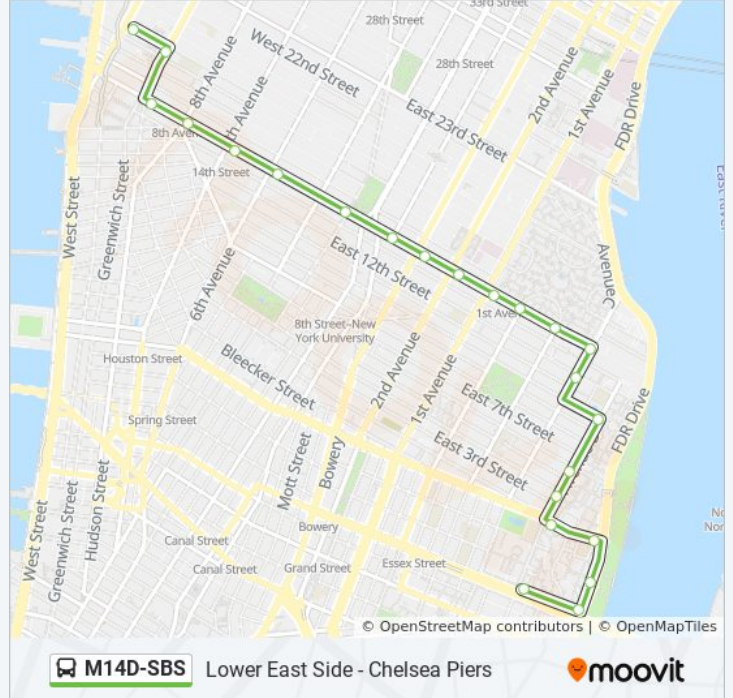 33rd Street
28th Street
West 22nd Street
8th Avenue
28th Street
2nd Avenue
1st Avenue
FDR Drive
East 23rd Street
14th Street
Greenwich Street
West Street
East 12th Street
Avenue C
6th Avenue
1st Ave
8th Street–New
York University
Houston Street
Bleecker Street
2nd Avenue
1st Avenue
East 7th Street
FDR Drive
Spring Street
East 3rd Street
Mott Street
Bowery
Hudson Street
Greenwich Street
West Street
Bowery
Canal Street
Canal Street
Grand Street
Essex Street
© OpenStreetMap contributors | © OpenMapTiles
M14D-SBS
Lower East Side - Chelsea Piers
moovit